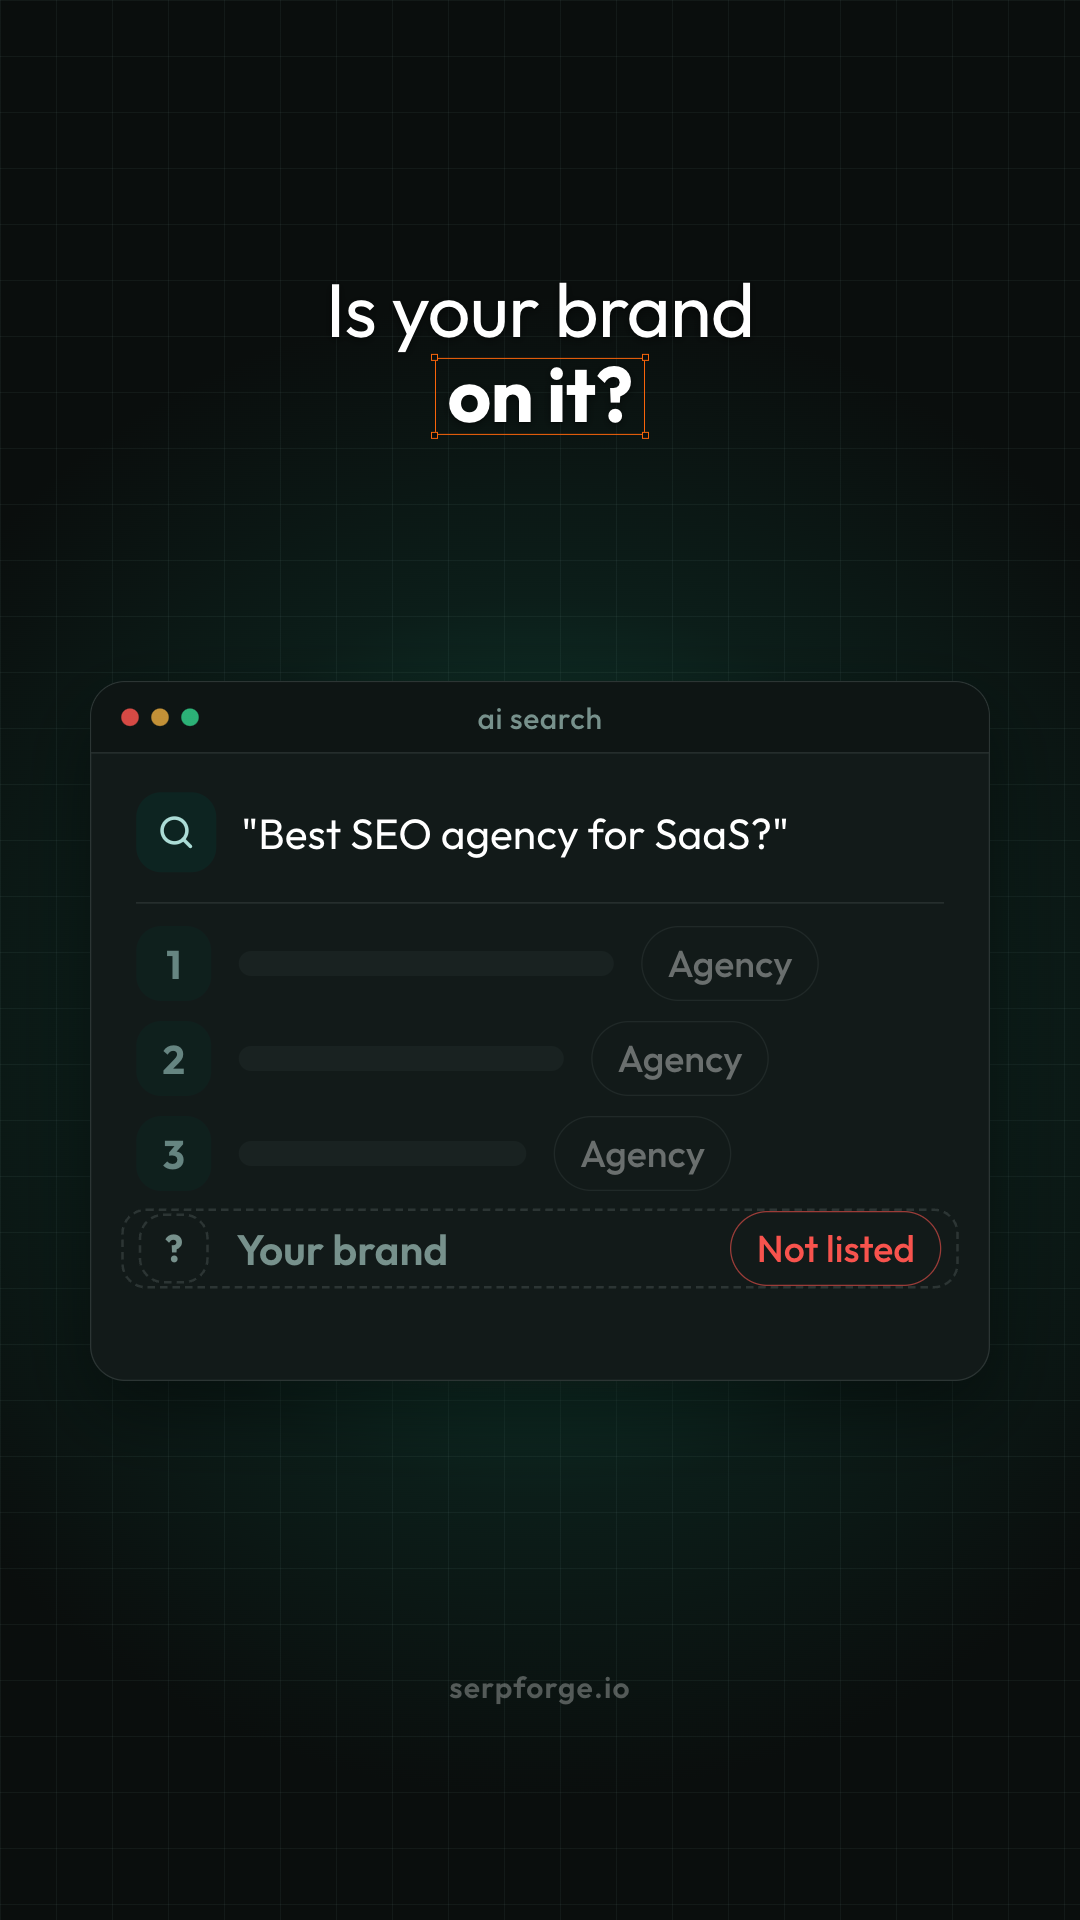 Is your brand
on it?
ai search
"Best SEO agency for SaaS?"
1 Agency
2 Agency
3 Agency
? Your brand Not listed
serpforge.io